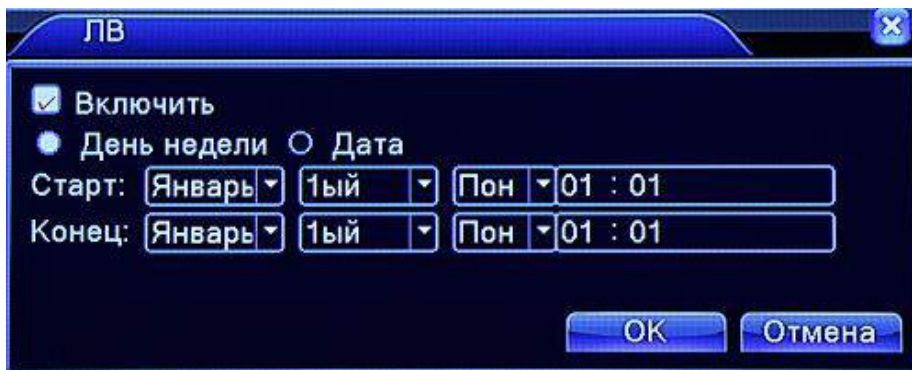 ЛВ
Включить
День недели Дата
Старт: Январь 1ый Пон 01 : 01
Конец: Январь 1ый Пон 01 : 01
OK Отмена